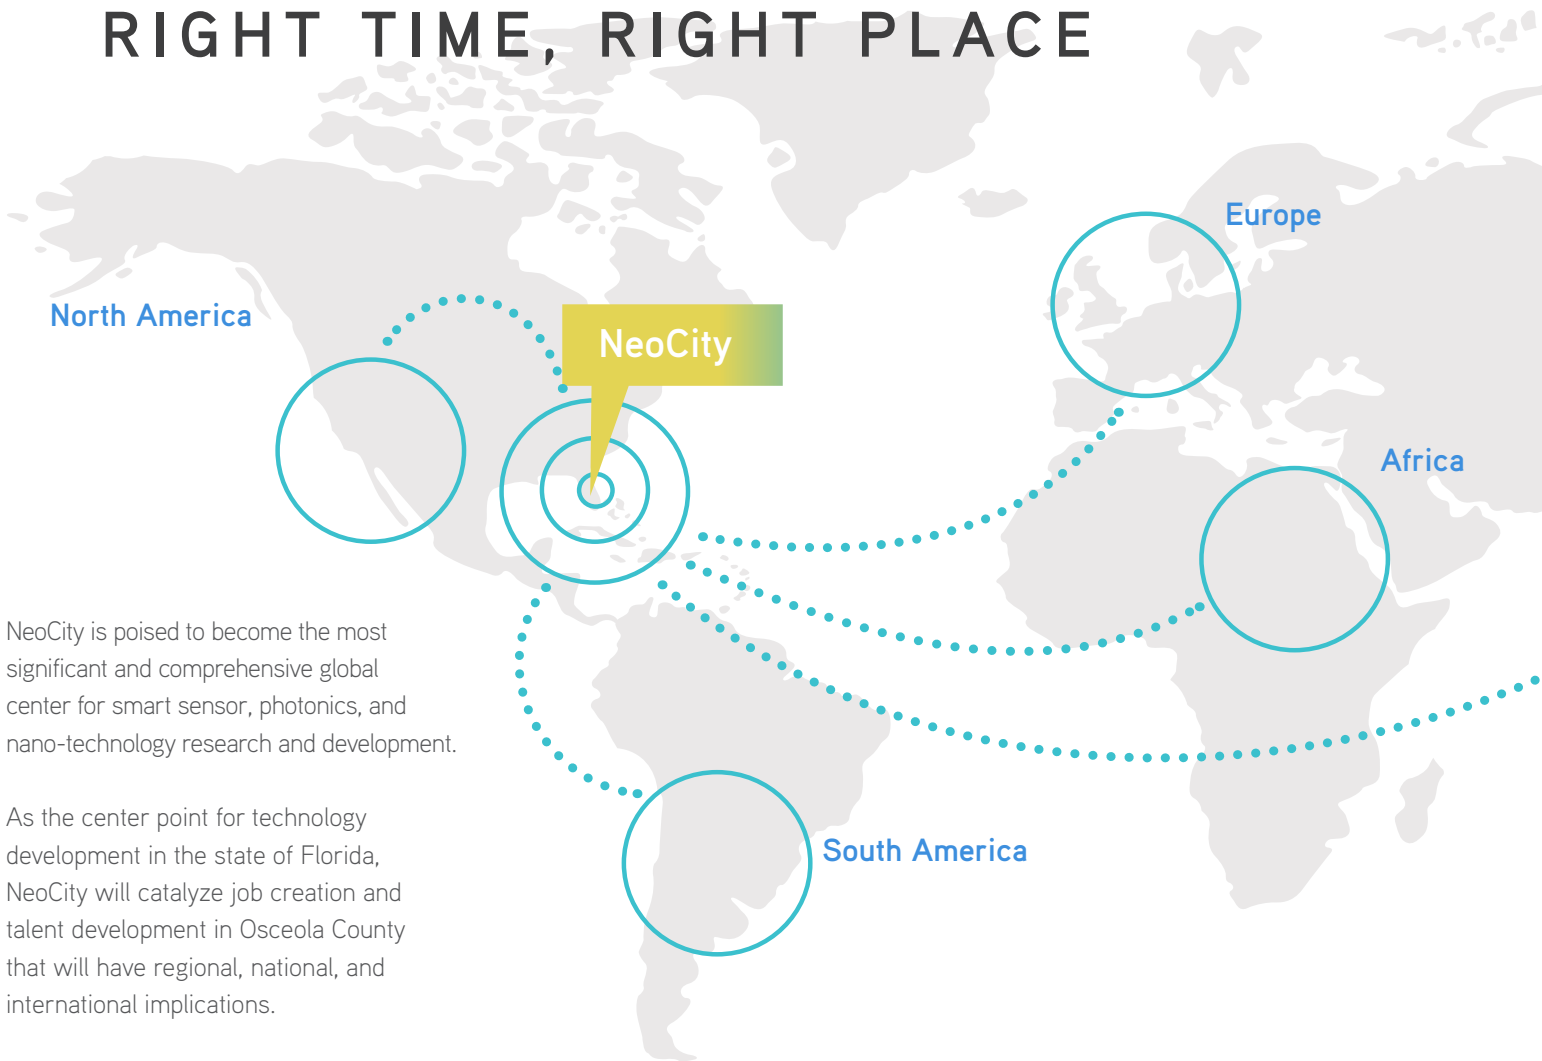 RIGHT TIME, RIGHT PLACE
Europe
North America
NeoCity
Africa
NeoCity is poised to become the most
significant and comprehensive global
center for smart sensor, photonics, and
nano-technology research and development.
As the center point for technology
development in the state of Florida,
NeoCity will catalyze job creation and
talent development in Osceola County
that will have regional, national, and
international implications.
South America